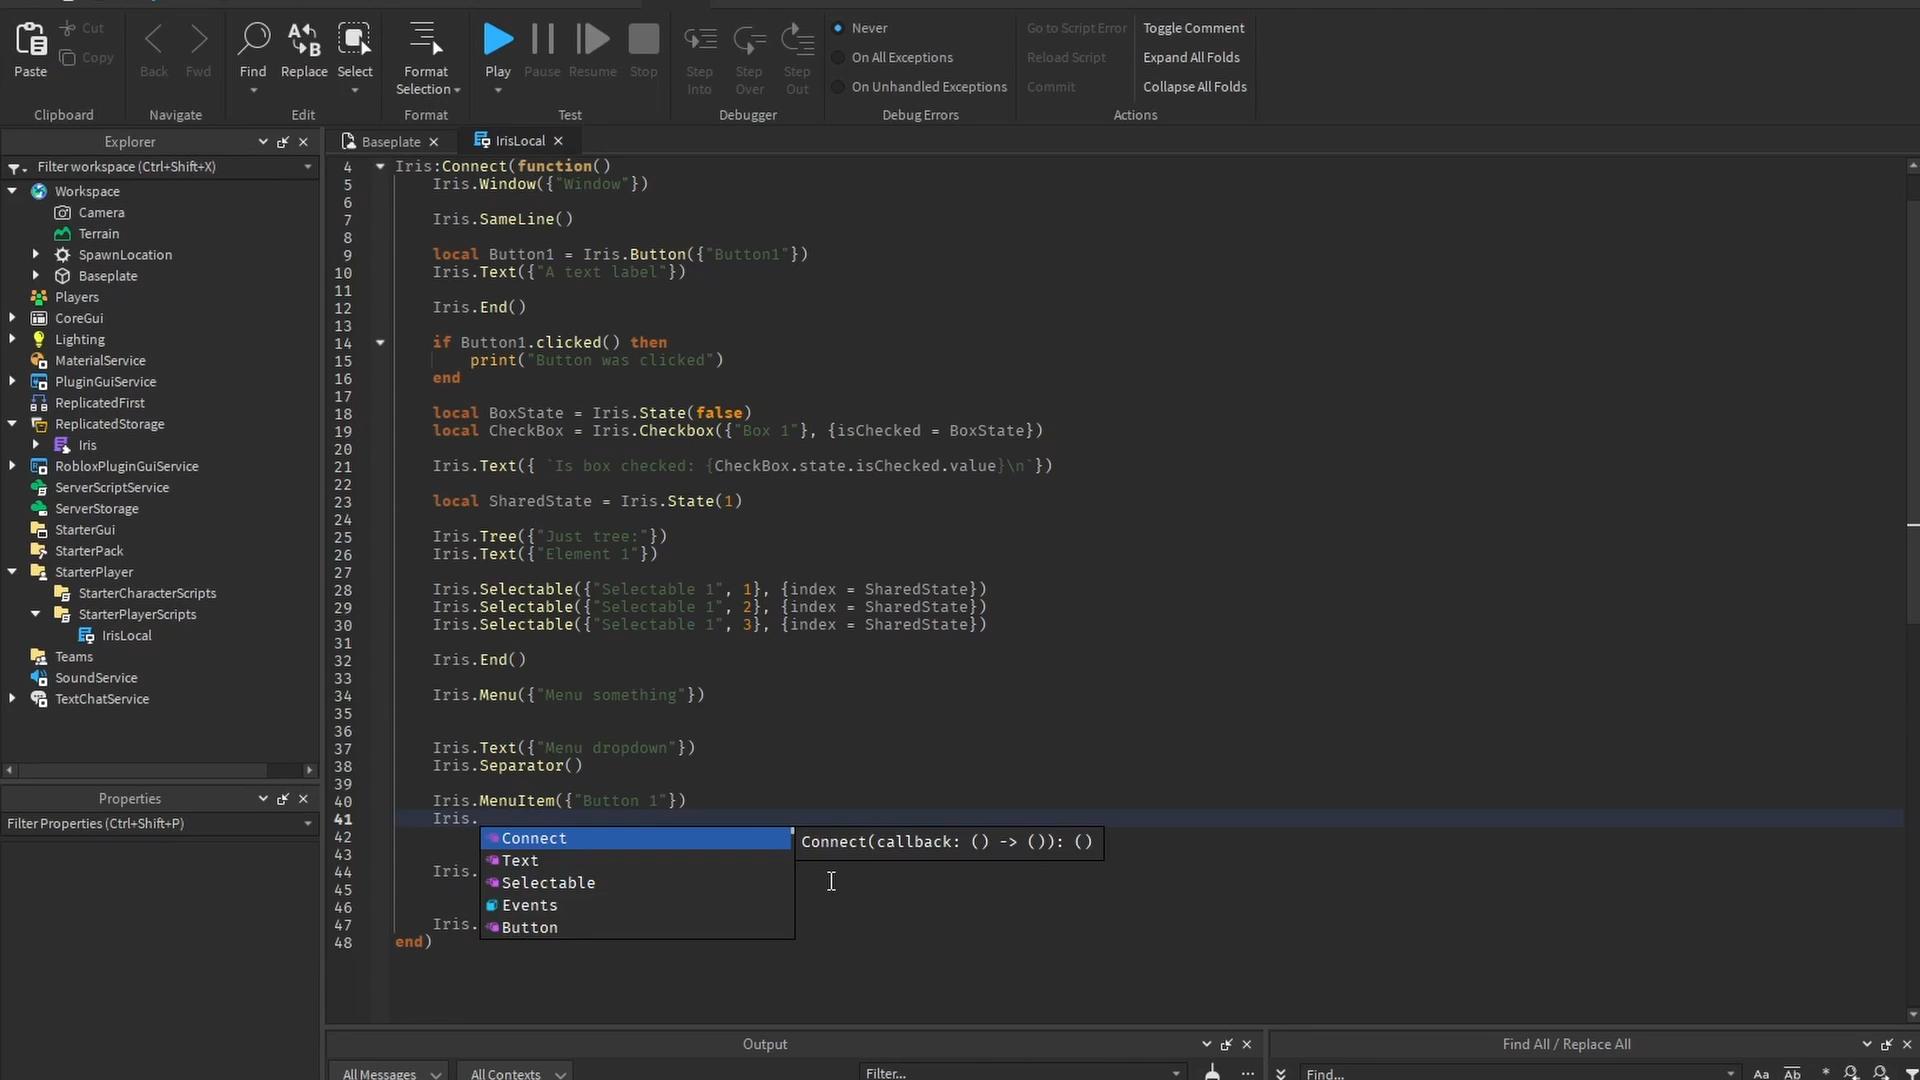 Paste
Cut
Copy
Clipboard
Back
Fwd
Navigate
Find
Replace
Select
Edit
Format
Selection
Format
Play
Pause
Resume
Stop
Test
Step
Into
Step
Over
Step
Out
Debugger
Never
On All Exceptions
On Unhandled Exceptions
Debug Errors
Go to Script Error
Reload Script
Commit
Toggle Comment
Expand All Folds
Collapse All Folds
Actions
Explorer
Filter workspace (Ctrl+Shift+X)
Workspace
Camera
Terrain
SpawnLocation
Baseplate
Players
CoreGui
Lighting
MaterialService
PluginGuiService
ReplicatedFirst
ReplicatedStorage
Iris
RobloxPluginGuiService
ServerScriptService
ServerStorage
StarterGui
StarterPack
StarterPlayer
StarterCharacterScripts
StarterPlayerScripts
IrisLocal
Teams
SoundService
TextChatService
Properties
Filter Properties (Ctrl+Shift+P)
Baseplate
IrisLocal
4 Iris:Connect(function()
5 Iris.Window({"Window"})
6
7 Iris.SameLine()
8
9 local Button1 = Iris.Button({"Button1"})
10 Iris.Text({"A text label"})
11
12 Iris.End()
13
14 if Button1.clicked() then
15 print("Button was clicked")
16 end
17
18 local BoxState = Iris.State(false)
19 local CheckBox = Iris.Checkbox({"Box 1"}, {isChecked = BoxState})
20
21 Iris.Text({ `Is box checked: {CheckBox.state.isChecked.value}\n`})
22
23 local SharedState = Iris.State(1)
24
25 Iris.Tree({"Just tree:"})
26 Iris.Text({"Element 1"})
27
28 Iris.Selectable({"Selectable 1", 1}, {index = SharedState})
29 Iris.Selectable({"Selectable 1", 2}, {index = SharedState})
30 Iris.Selectable({"Selectable 1", 3}, {index = SharedState})
31
32 Iris.End()
33
34 Iris.Menu({"Menu something"})
35
36
37 Iris.Text({"Menu dropdown"})
38 Iris.Separator()
39
40 Iris.MenuItem({"Button 1"})
41 Iris.
42
43
44 Iris.
45
46
47 Iris.
48 end)
Connect
Text
Selectable
Events
Button
Connect(callback: () -> ()): ()
Output
All Messages
All Contexts
Filter...
Find All / Replace All
Find...
Aa
Ab
*